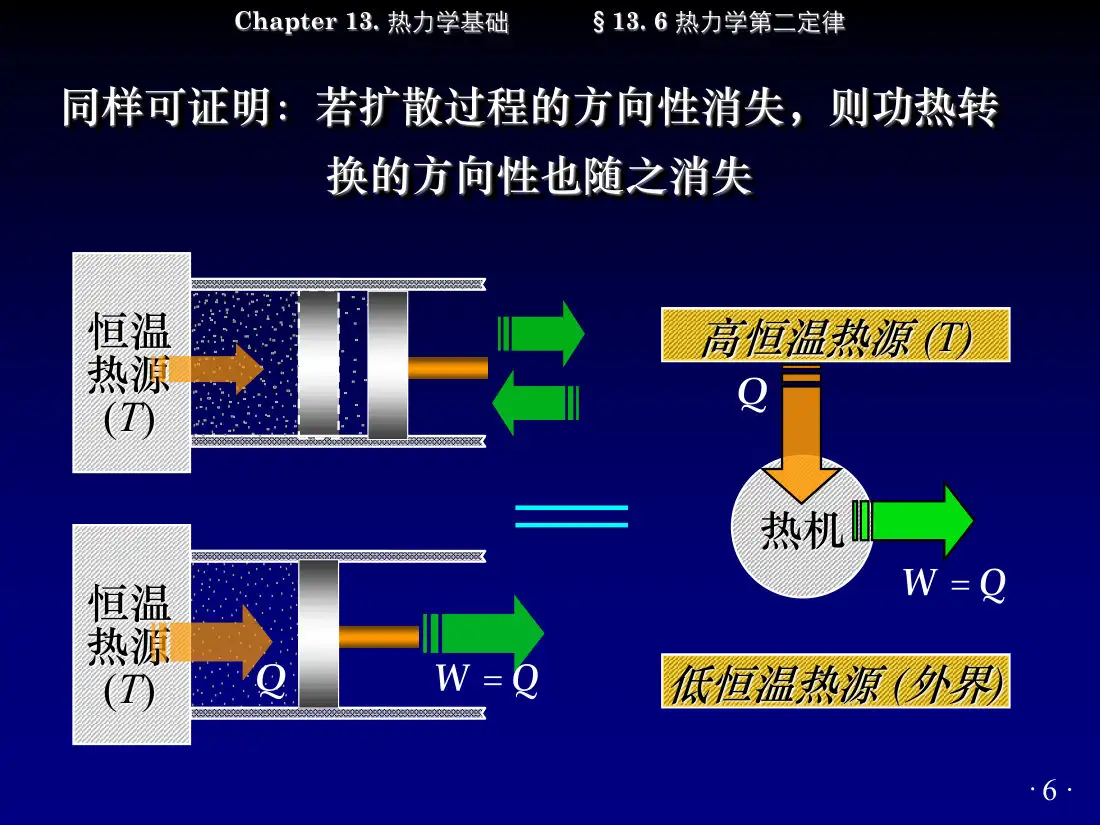 Chapter 13. 热力学基础 §13. 6 热力学第二定律
同样可证明：若扩散过程的方向性消失，则功热转
换的方向性也随之消失
恒温
热源
(T)
高恒温热源 (T)
Q
热机
W = Q
恒温
热源
(T)
Q
W = Q
低恒温热源 (外界)
· 6 ·